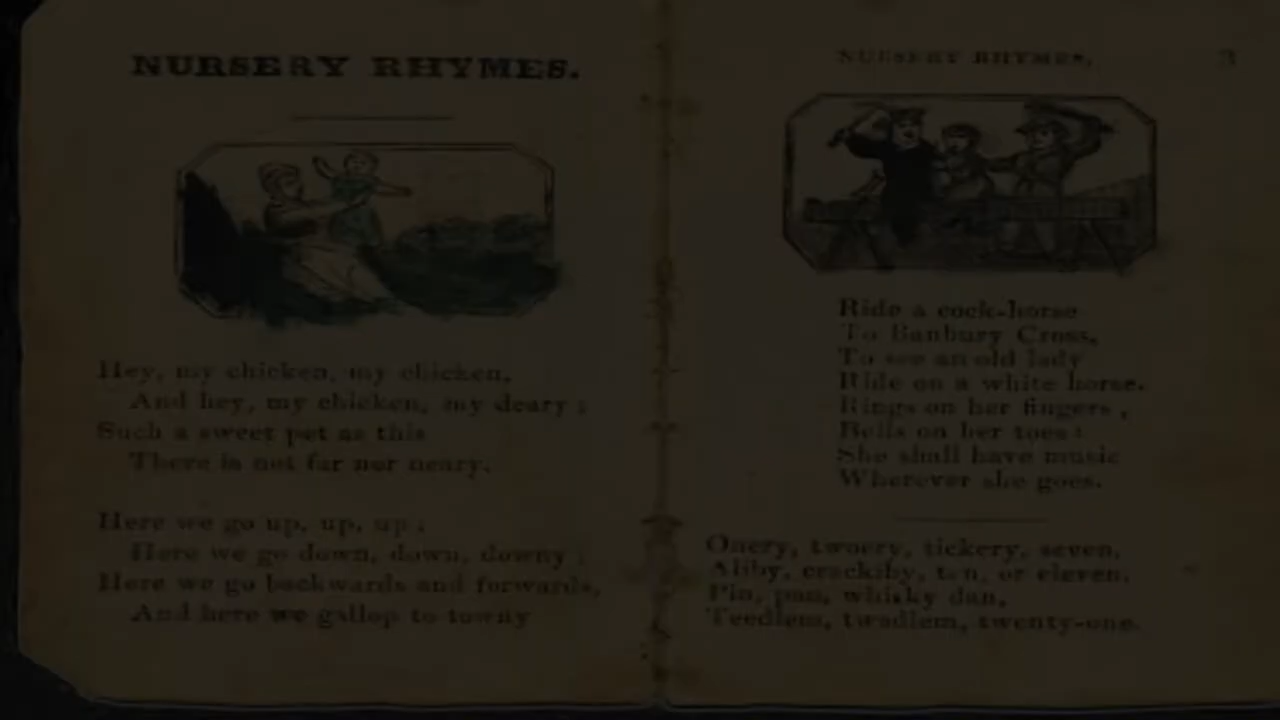 NURSERY RHYMES.
Hey, my chicken, my chicken,
And hey, my chicken, my deary;
Such a sweet pet as this
There is not far nor neary.
Here we go up, up, up;
Here we go down, down, downy;
Here we go backwards and forwards,
And here we gallop to towny
NURSERY RHYMES. 3
Ride a cock-horse
To Banbury Cross,
To see an old lady
Ride on a white horse.
Rings on her fingers,
Bells on her toes:
She shall have music
Wherever she goes.
Onery, twoery, tickery, seven,
Aliby, crackiby, ten, or eleven.
Pin, pan, whisky dan,
Teedlem, twodlem, twenty-one.